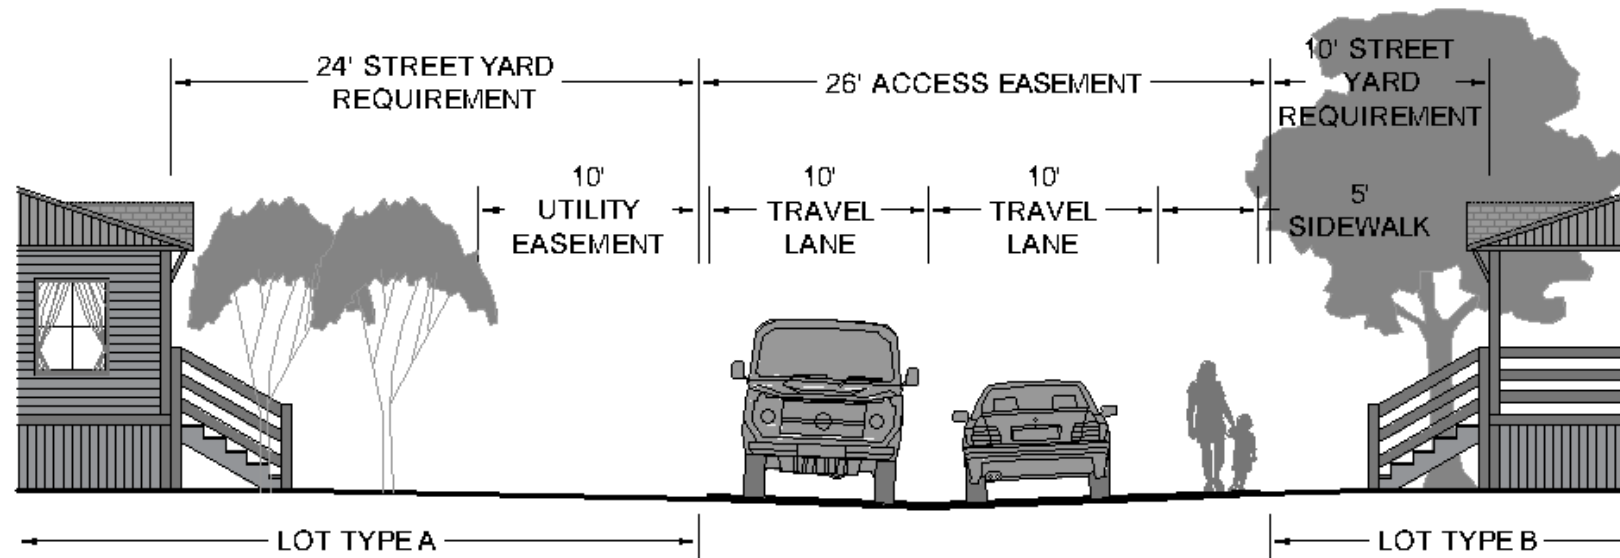 24' STREET YARD
REQUIREMENT
26' ACCESS EASEMENT
10' STREET
YARD
REQUIREMENT
10'
UTILITY
EASEMENT
10'
TRAVEL
LANE
10'
TRAVEL
LANE
5'
SIDEWALK
LOT TYPE A
LOT TYPE B